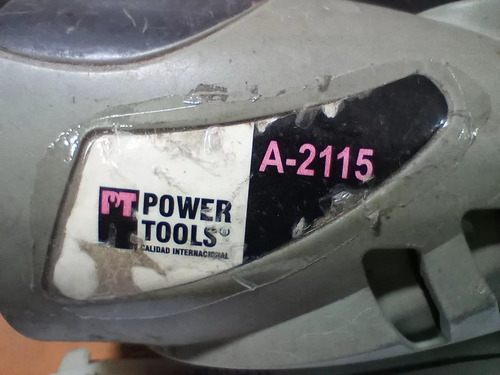 PT
POWER
TOOLS®
CALIDAD INTERNACIONAL
A-2115